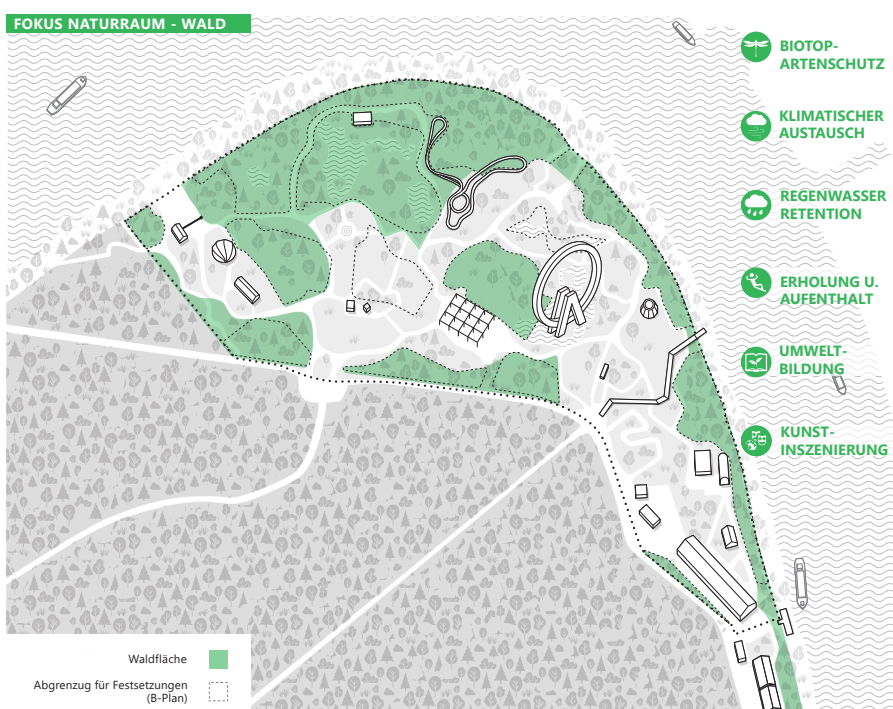 FOKUS NATURRAUM - WALD
BIOTOP-
ARTENSCHUTZ
KLIMATISCHER
AUSTAUSCH
REGENWASSER
RETENTION
ERHOLUNG U.
AUFENTHALT
UMWELT-
BILDUNG
KUNST-
INSZENIERUNG
Waldfläche
Abgrenzug für Festsetzungen
(B-Plan)